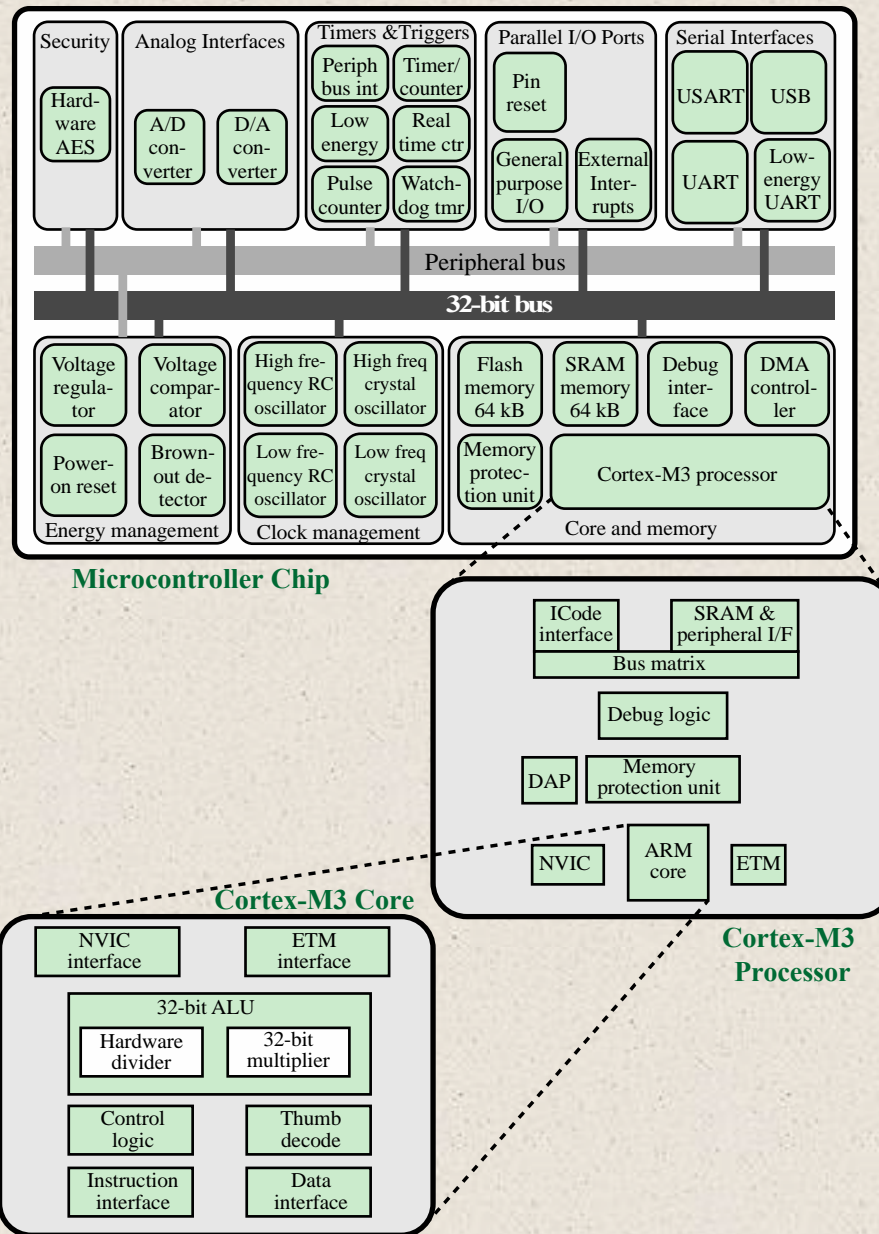 Security
Hard-
ware
AES
Analog Interfaces
A/D
con-
verter
D/A
con-
verter
Timers &Triggers
Periph
bus int
Timer/
counter
Low
energy
Real
time ctr
Pulse
counter
Watch-
dog tmr
Parallel I/O Ports
Pin
reset
General
purpose
I/O
External
Inter-
rupts
Serial Interfaces
USART
USB
UART
Low-
energy
UART
Peripheral bus
32-bit bus
Voltage
regula-
tor
Voltage
compar-
ator
Power-
on reset
Brown-
out de-
tector
Energy management
High fre-
quency RC
oscillator
High freq
crystal
oscillator
Low fre-
quency RC
oscillator
Low freq
crystal
oscillator
Clock management
Flash
memory
64 kB
SRAM
memory
64 kB
Debug
inter-
face
DMA
control-
ler
Memory
protec-
tion unit
Cortex-M3 processor
Core and memory
Microcontroller Chip
ICode
interface
SRAM &
peripheral I/F
Bus matrix
Debug logic
DAP
Memory
protection unit
NVIC
ARM
core
ETM
Cortex-M3
Processor
Cortex-M3 Core
NVIC
interface
ETM
interface
32-bit ALU
Hardware
divider
32-bit
multiplier
Control
logic
Thumb
decode
Instruction
interface
Data
interface